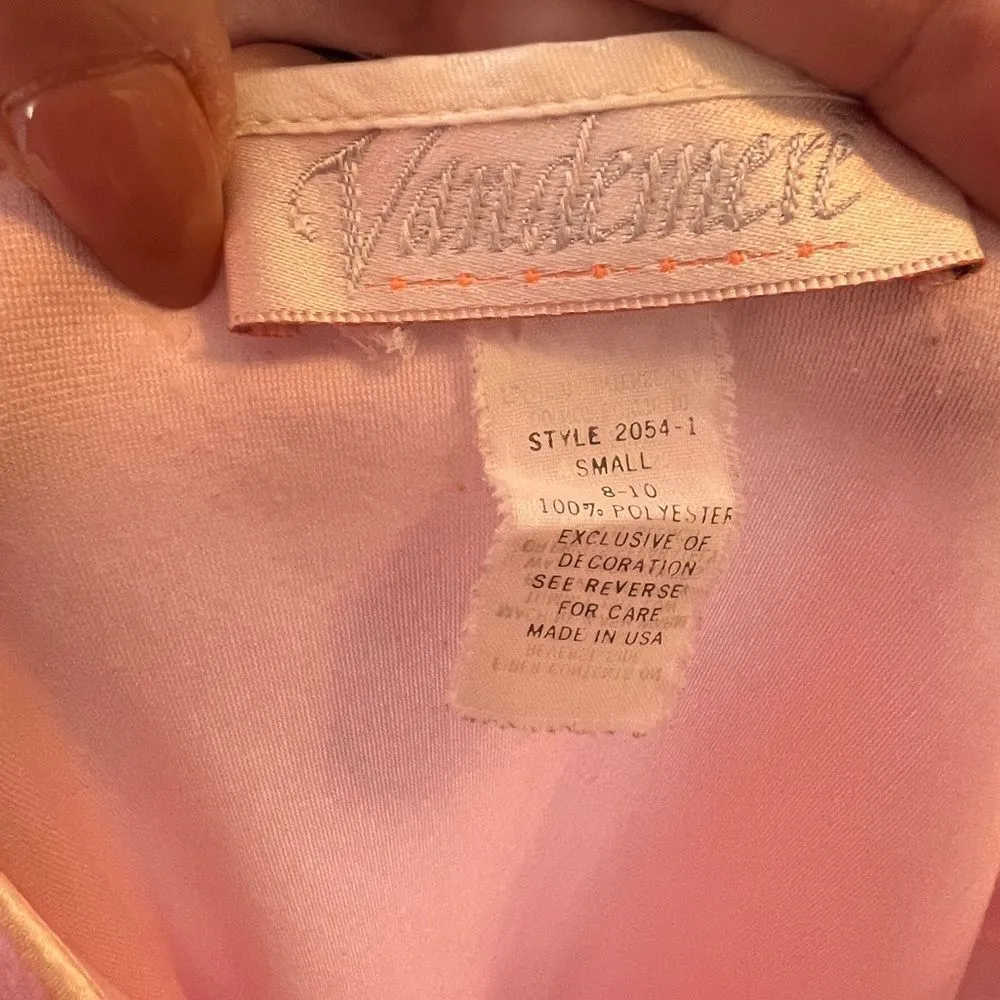 Vandemere
STYLE 2054-1
SMALL
8-10
100% POLYESTER
EXCLUSIVE OF
DECORATION
SEE REVERSE
FOR CARE
MADE IN USA